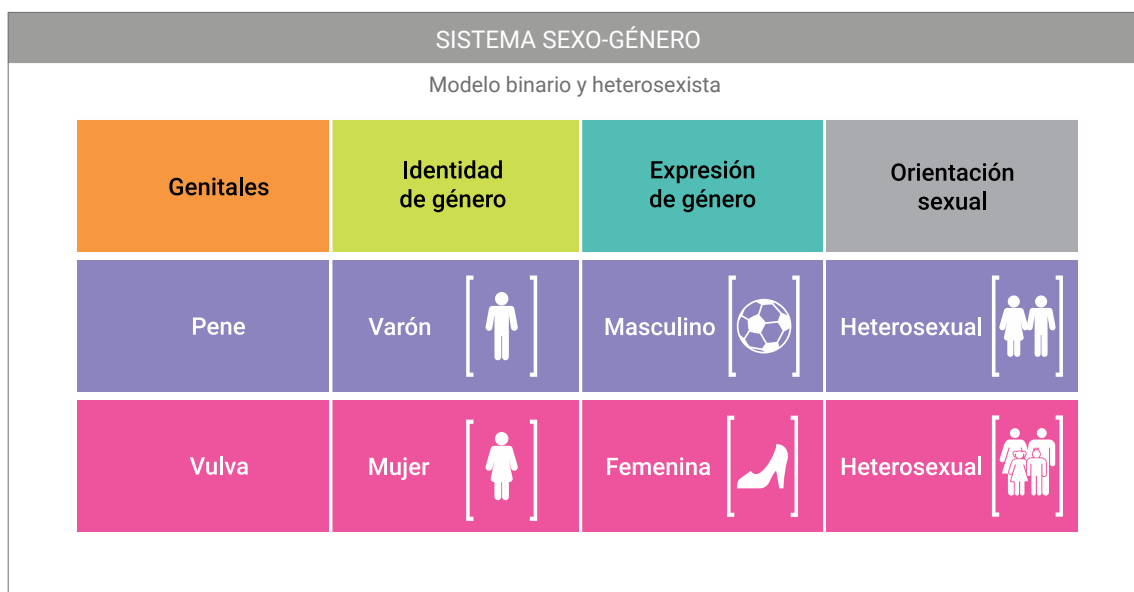 SISTEMA SEXO-GÉNERO
Modelo binario y heterosexista
Genitales
Identidad
de género
Expresión
de género
Orientación
sexual
Pene
Varón
Masculino
Heterosexual
Vulva
Mujer
Femenina
Heterosexual